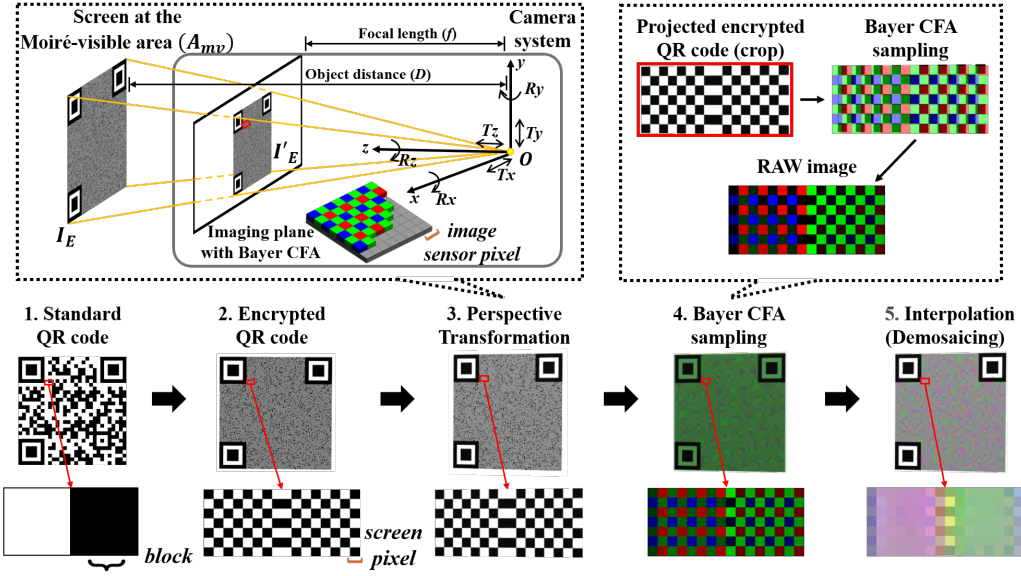 Screen at the
Moiré-visible area (A_mv)
Camera
system
Focal length (f)
Object distance (D)
y
Ry
Ty
Tz
z
Rz
O
Tx
x
Rx
I'_E
I_E
Imaging plane
with Bayer CFA
image
sensor pixel
Projected encrypted
QR code (crop)
Bayer CFA
sampling
RAW image
1. Standard
QR code
2. Encrypted
QR code
3. Perspective
Transformation
4. Bayer CFA
sampling
5. Interpolation
(Demosaicing)
block
screen
pixel